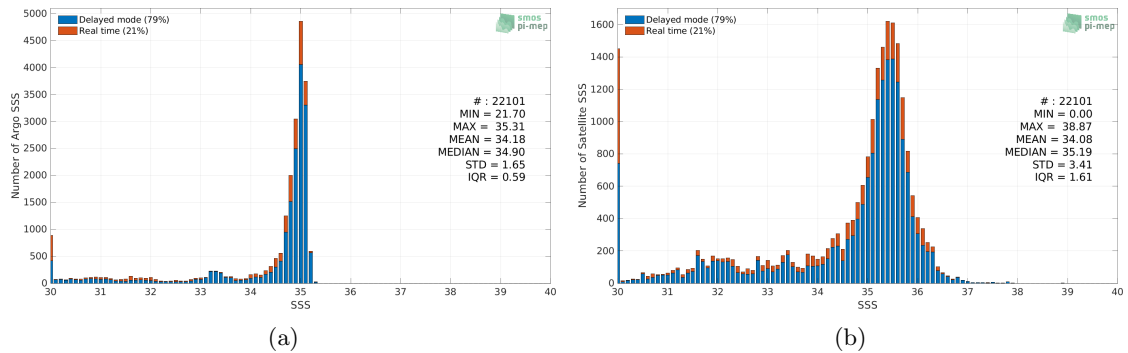 Delayed mode (79%)
Real time (21%)
smos
pi-mep
# : 22101
MIN = 21.70
MAX = 35.31
MEAN = 34.18
MEDIAN = 34.90
STD = 1.65
IQR = 0.59
Number of Argo SSS
5000
4500
4000
3500
3000
2500
2000
1500
1000
500
0
30 31 32 33 34 35 36 37 38 39 40
SSS
(a)
Delayed mode (79%)
Real time (21%)
smos
pi-mep
# : 22101
MIN = 0.00
MAX = 38.87
MEAN = 34.08
MEDIAN = 35.19
STD = 3.41
IQR = 1.61
Number of Satellite SSS
1600
1400
1200
1000
800
600
400
200
0
30 31 32 33 34 35 36 37 38 39 40
SSS
(b)